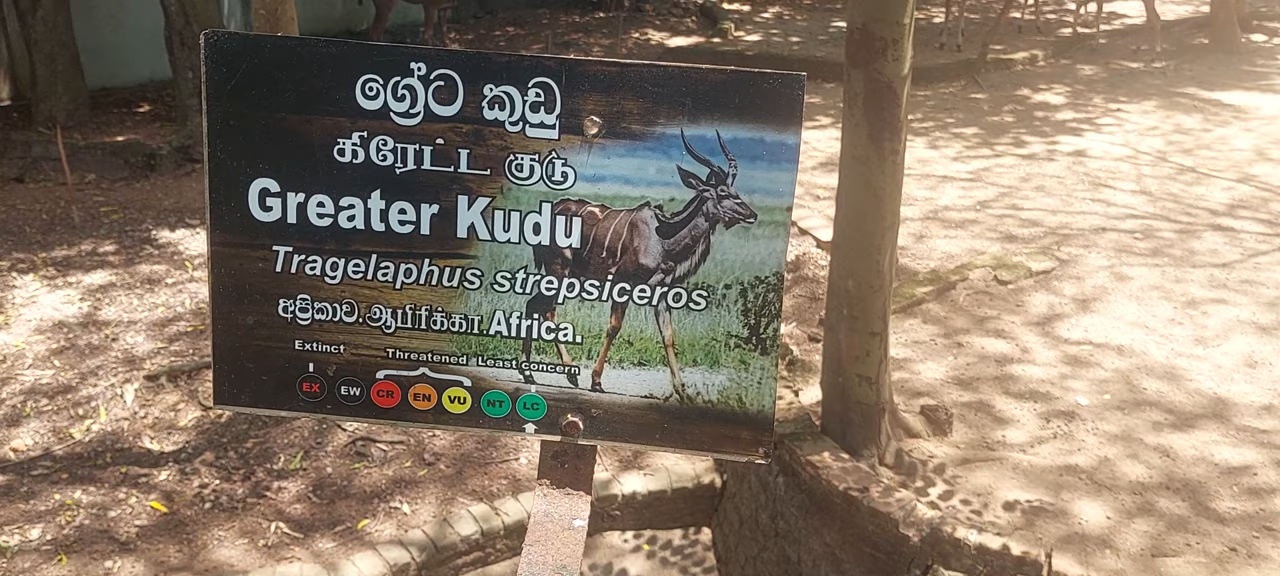 ග්‍රේට කුඩු
கிரேட்ட குடு
Greater Kudu
Tragelaphus strepsiceros
අප්‍රිකාව.ஆபிரிக்கா.Africa.
Extinct Threatened Least concern
EX EW CR EN VU NT LC